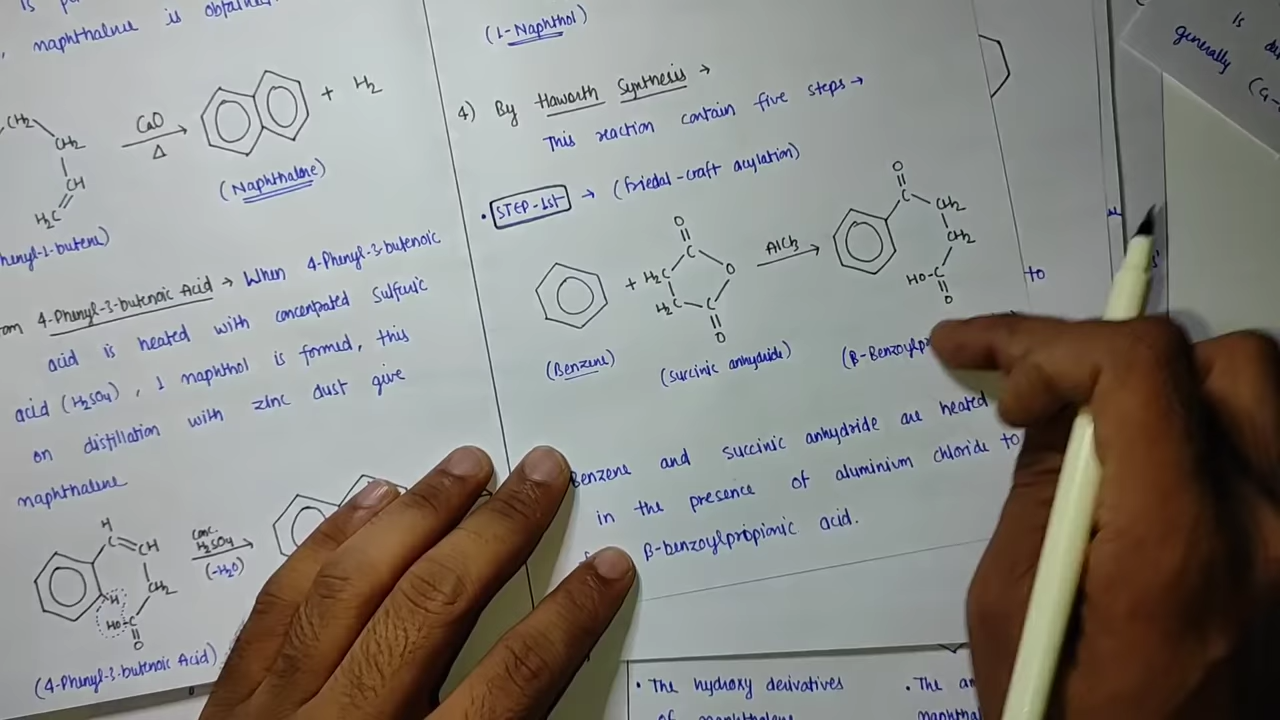 naphthalene is obtained
CH₂
CH₂
CH
H₂C
CaO
Δ
+ H₂
(Naphthalene)
4-Phenyl-3-butenoic Acid → When 4-Phenyl-3-butenoic
acid is heated with concentrated Sulfuric
acid (H₂SO₄), 1 naphthol is formed, this
on distillation with zinc dust give
naphthalene
H
C
CH
CH₂
H
HO-C
O
Conc.
H₂SO₄
(-H₂O)
(4-Phenyl-3-butenoic Acid)
(1-Naphthol)
4) By Haworth Synthesis →
This reaction contain five steps →
• STEP-1st → (friedal-craft acylation)
+
O
C
H₂C
H₂C
C
O
O
AlCl₃
O
C
CH₂
CH₂
HO-C
O
(Benzene)
(succinic anhydride)
Benzene and succinic anhydride are heated
in the presence of aluminium chloride to
β-benzoylpropionic acid.
to
is
generally
• The hydroxy derivatives
• The